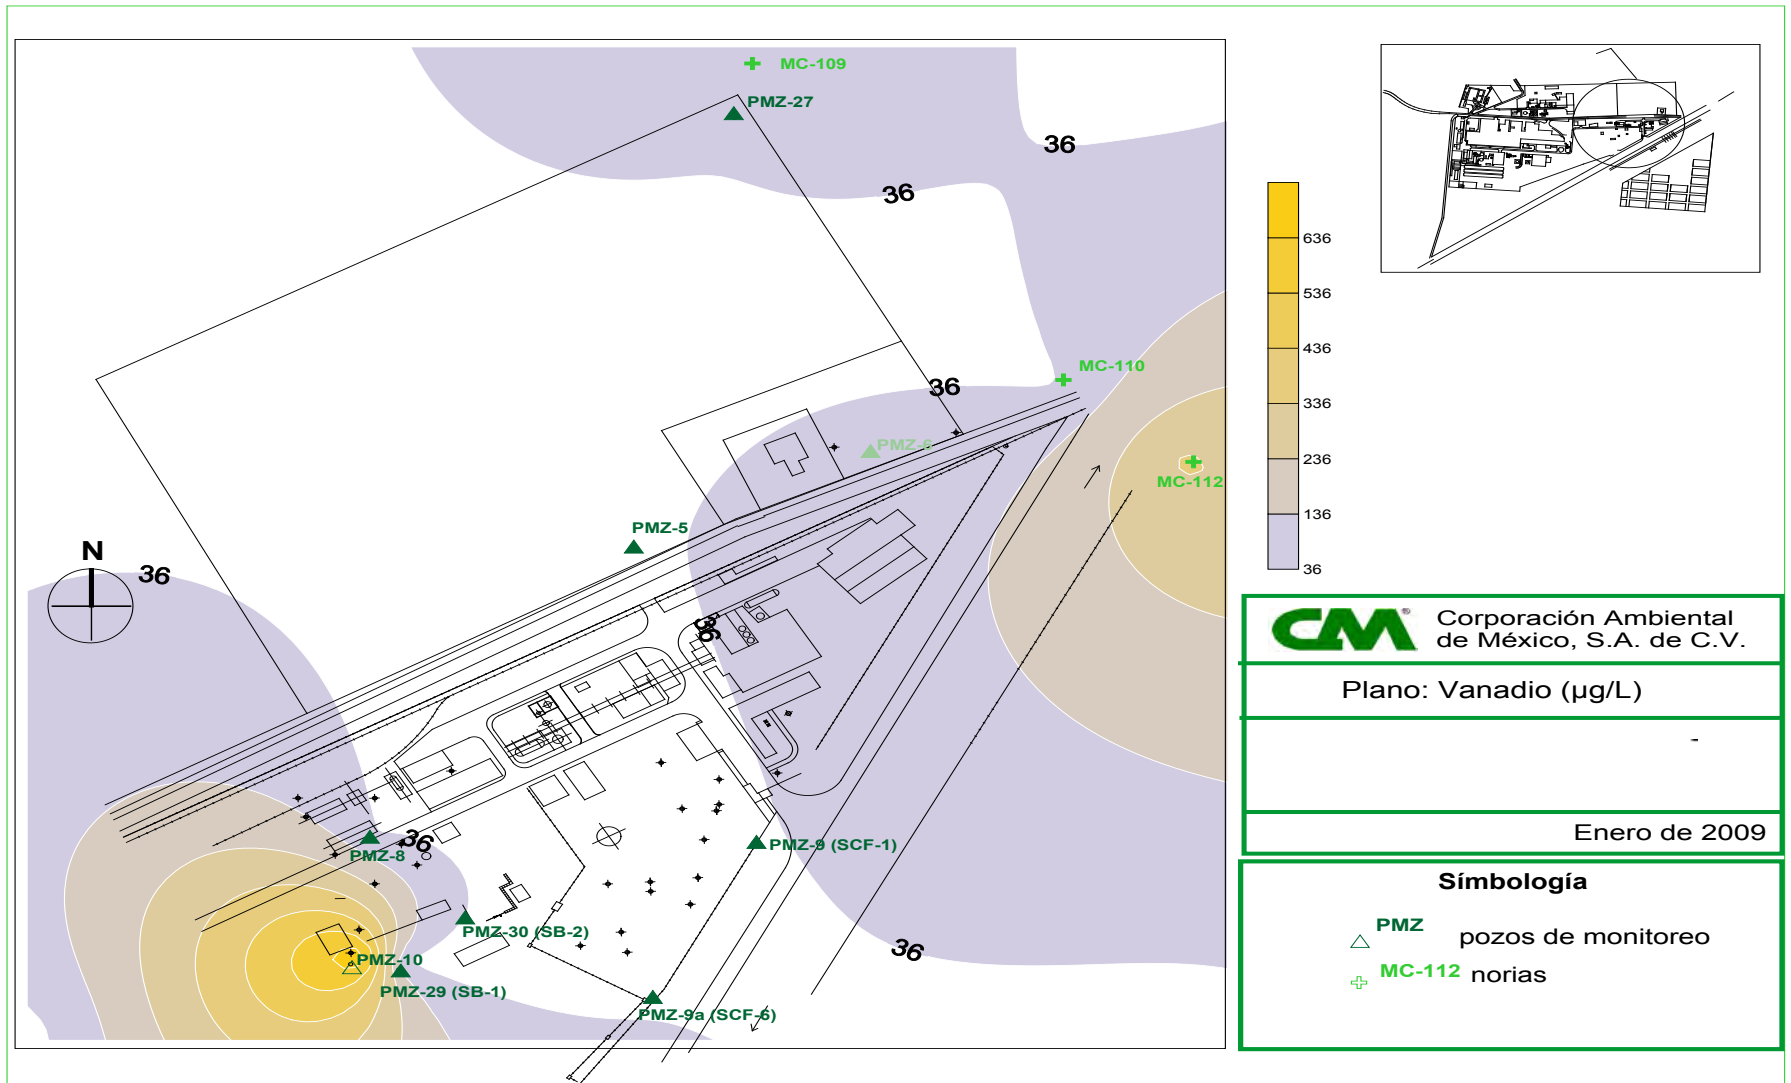 MC-109
PMZ-27
36
36
MC-110
36
PMZ-6
MC-112
PMZ-5
N
36
36
PMZ-8
36
PMZ-9 (SCF-1)
PMZ-30 (SB-2)
36
PMZ-10
PMZ-29 (SB-1)
PMZ-9a (SCF-6)
636
536
436
336
236
136
36
CAM ®
Corporación Ambiental
de México, S.A. de C.V.
Plano: Vanadio (µg/L)
-
Enero de 2009
Símbología
PMZ pozos de monitoreo
MC-112 norias